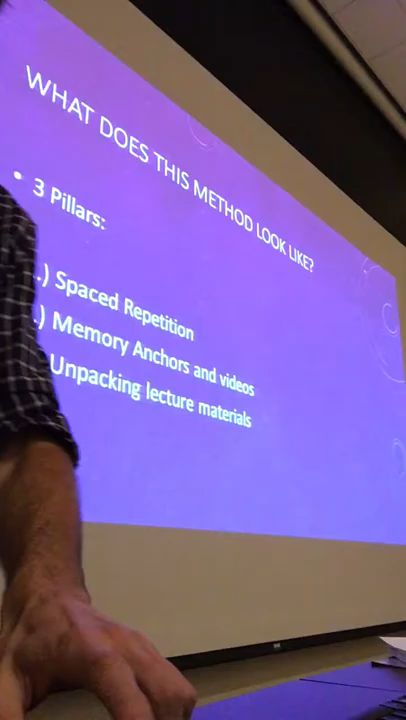 WHAT DOES THIS METHOD LOOK LIKE?
• 3 Pillars:
.) Spaced Repetition
.) Memory Anchors and videos
Unpacking lecture materials